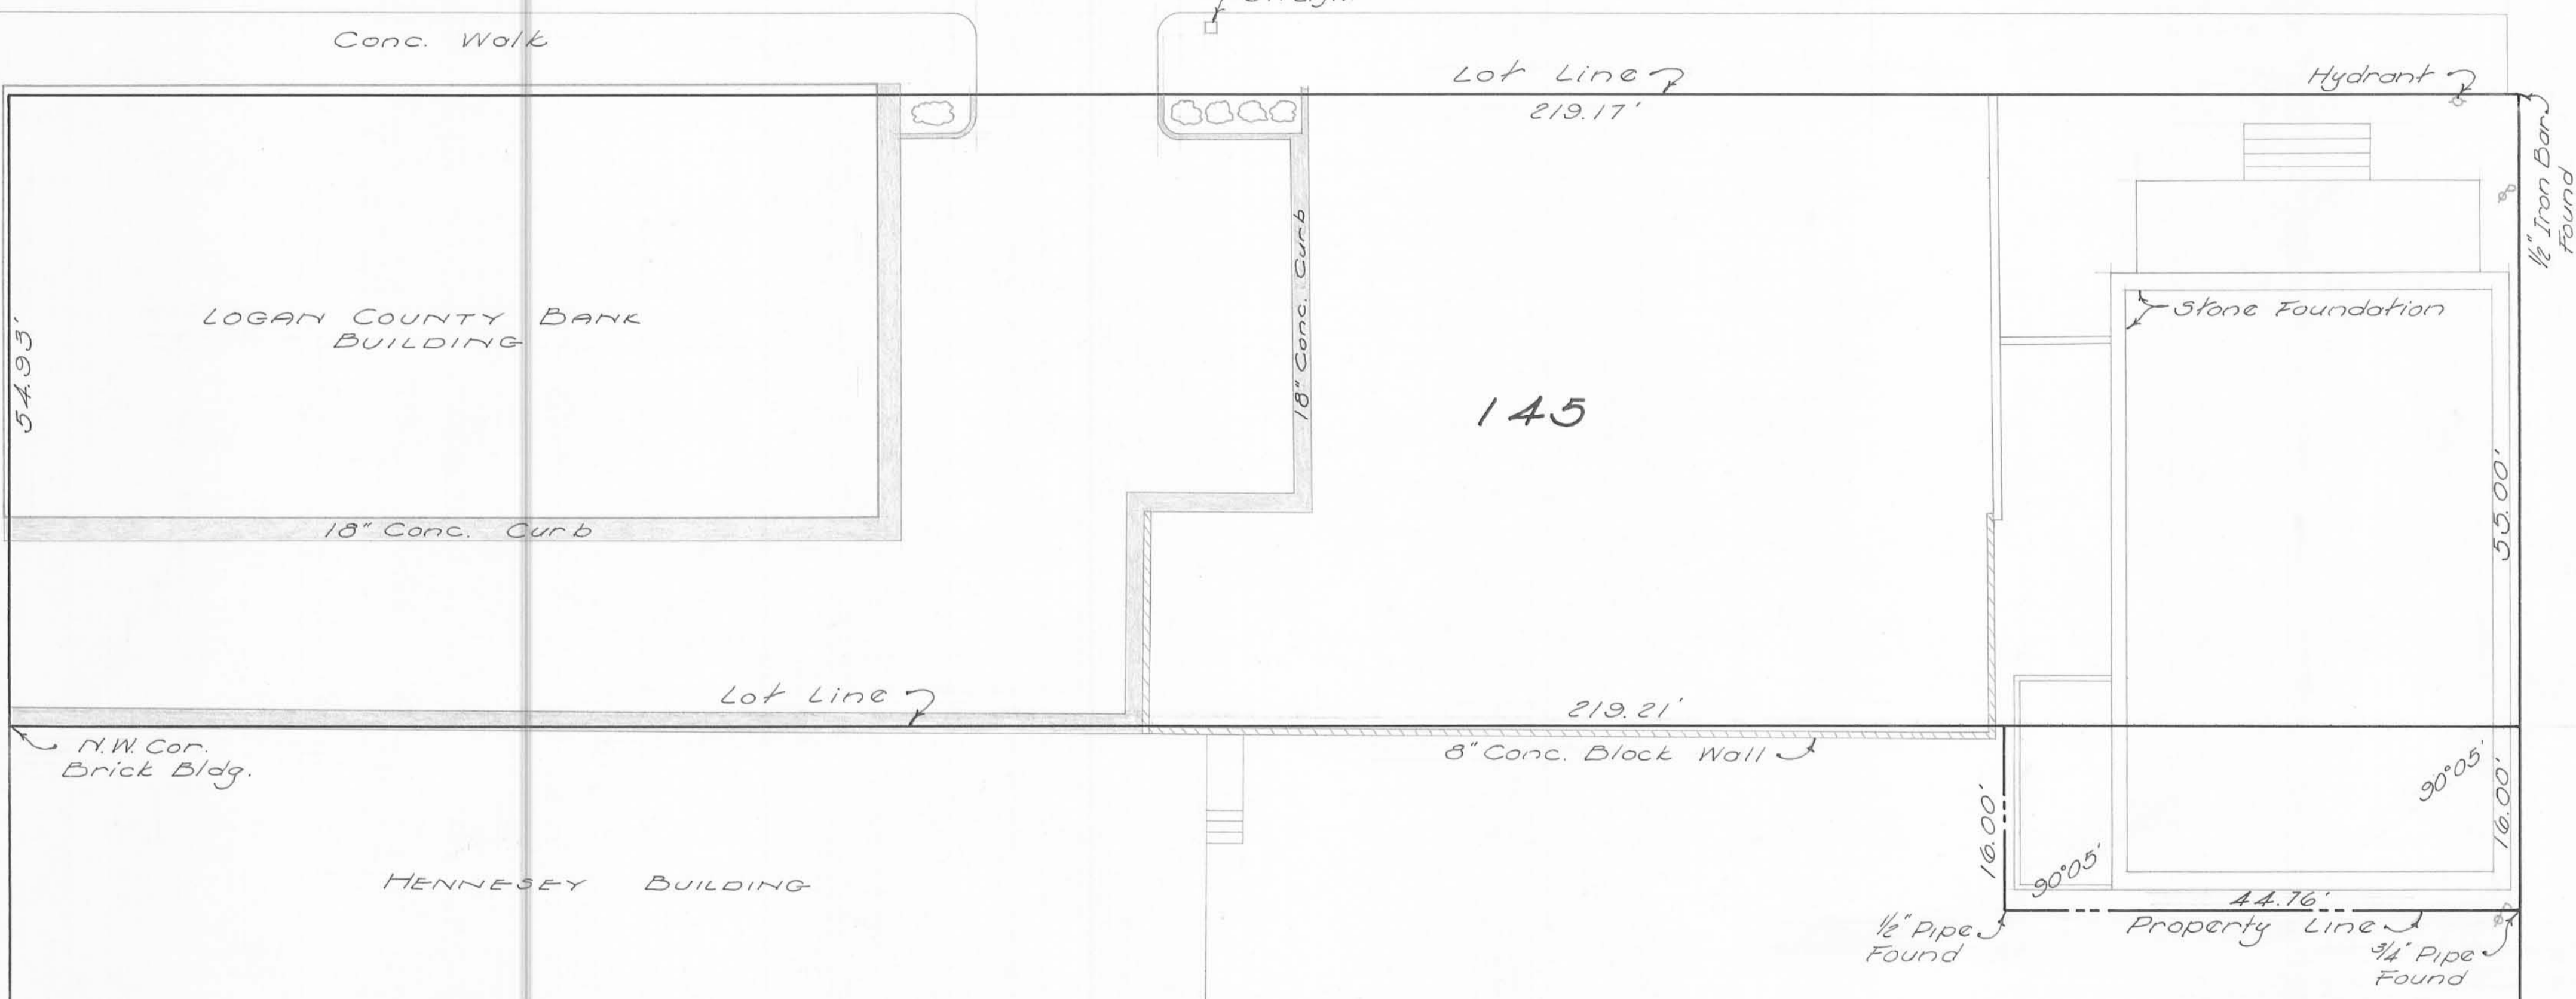 Conc. Walk
Lot Line
Hydrant
219.17'
1/2" Iron Bar
Found
54.93'
LOGAN COUNTY BANK
BUILDING
18" Conc. Curb
Stone Foundation
145
55.00'
18" Conc. Curb
Lot Line
219.21'
N.W. Cor.
Brick Bldg.
8" Conc. Block Wall
16.00'
90°05'
16.00'
HENNESEY BUILDING
90°05'
44.76'
1/2" Pipe
Found
Property Line
3/4" Pipe
Found